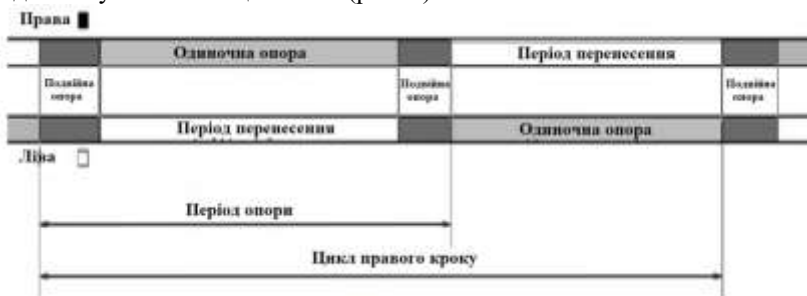 Права
Одиночна опора Період перенесення
Подвійна опора Подвійна опора Подвійна опора
Період перенесення Одиночна опора
Ліва
Період опори
Цикл правого кроку